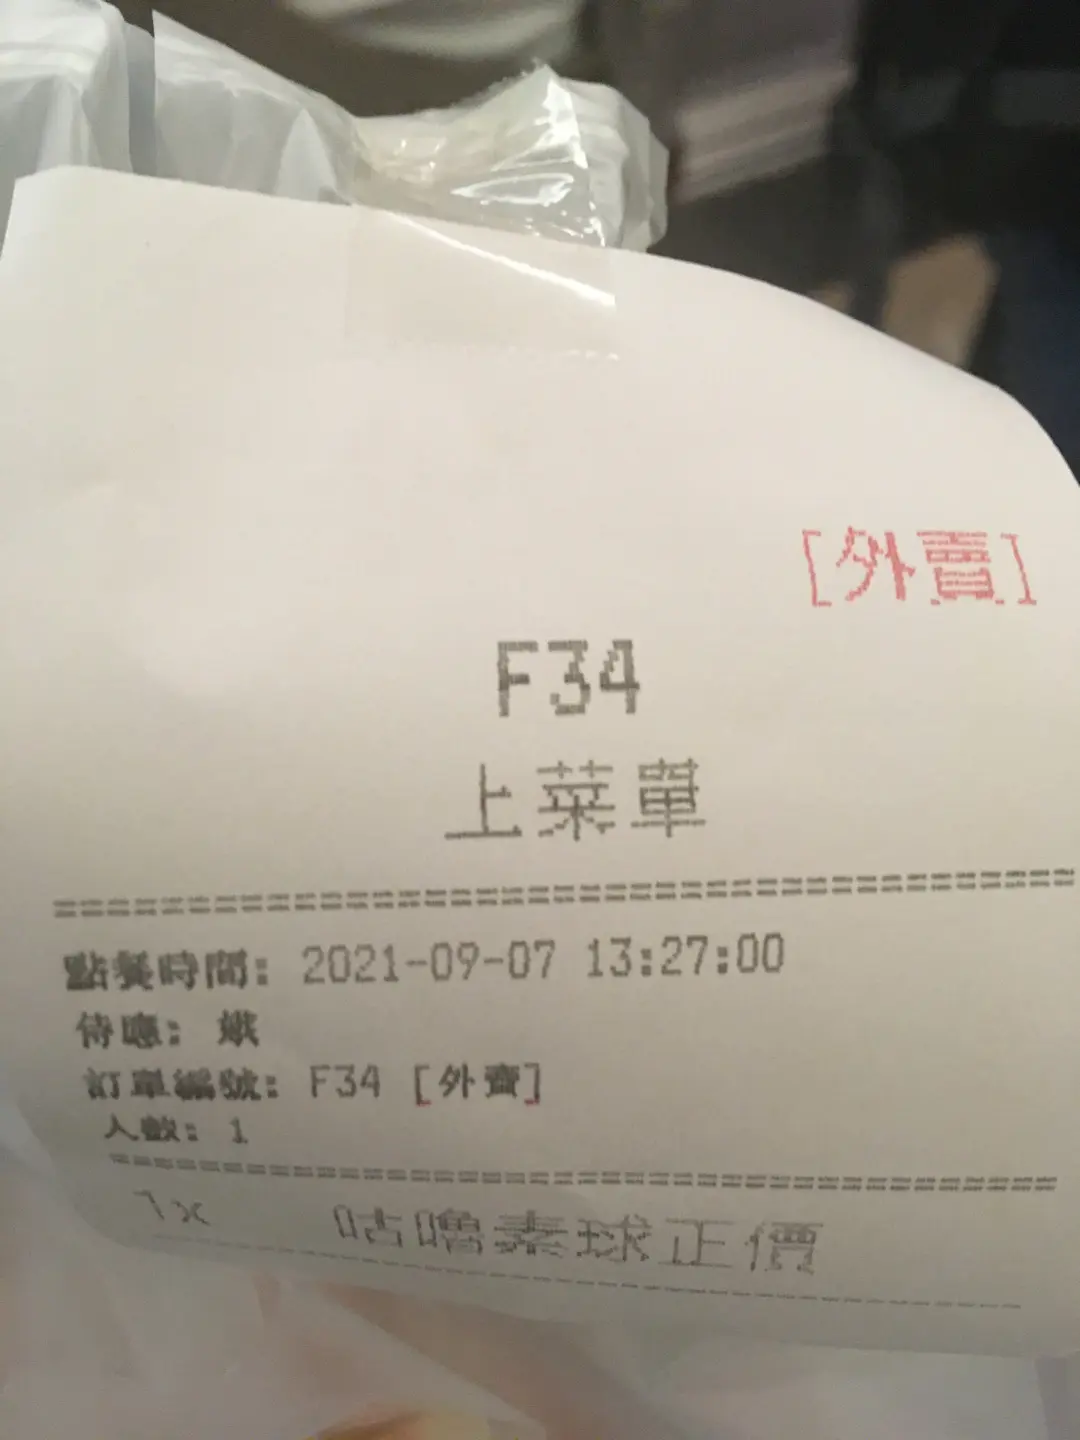 [外賣]
F34
上菜單
點餐時間: 2021-09-07 13:27:00
侍應: 娥
訂單編號: F34 [外賣]
人數: 1
1x 咕嚕素球正價